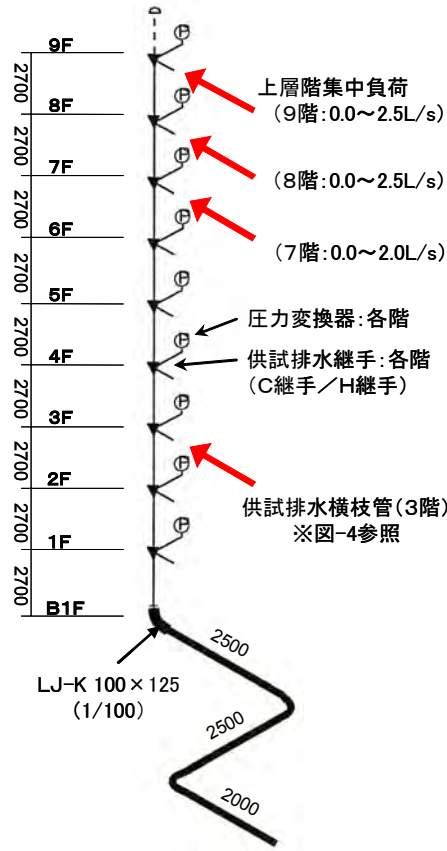 9F
2700
上層階集中負荷
(9階:0.0~2.5L/s)
8F
2700
7F
(8階:0.0~2.5L/s)
2700
6F
(7階:0.0~2.0L/s)
2700
5F
圧力変換器:各階
2700
4F
供試排水継手:各階
(C継手/H継手)
2700
3F
2700
2F
供試排水横枝管(3階)
※図-4参照
2700
1F
2700
B1F
LJ-K 100×125
(1/100)
2500
2500
2000
P
P
P
P
P
P
P
P
P